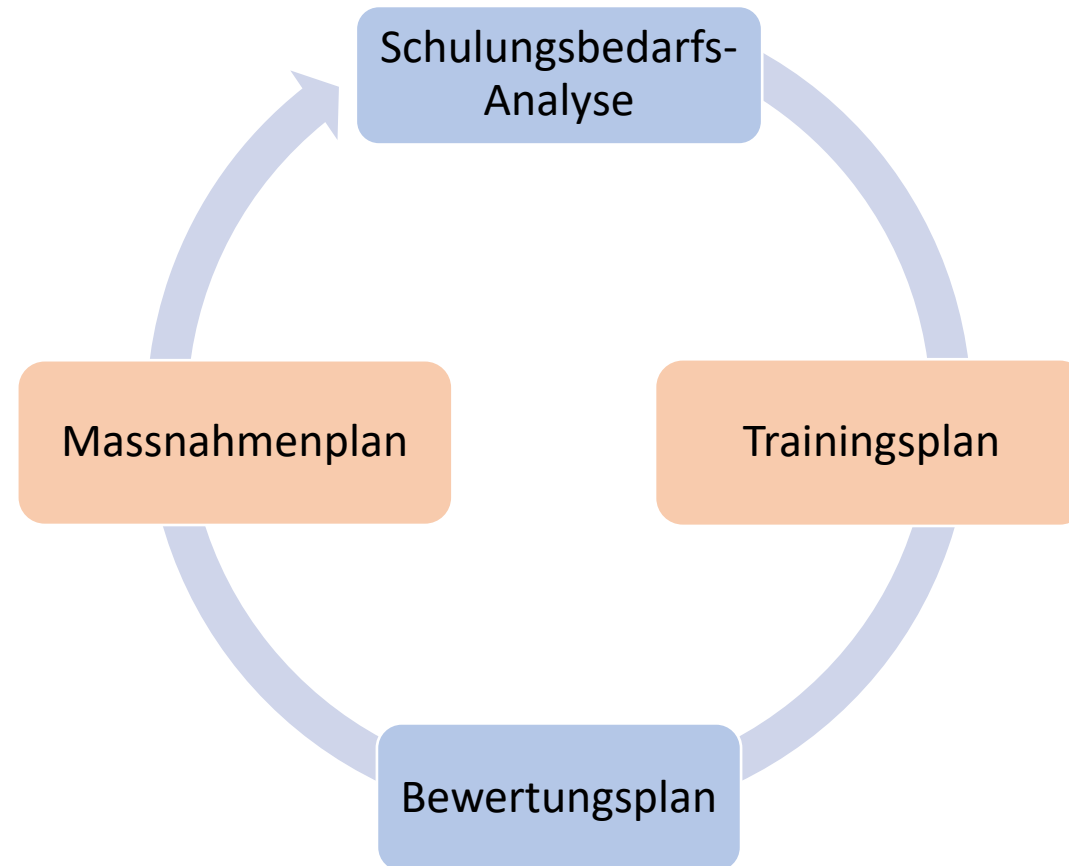 Schulungsbedarfs-
Analyse
Massnahmenplan
Trainingsplan
Bewertungsplan